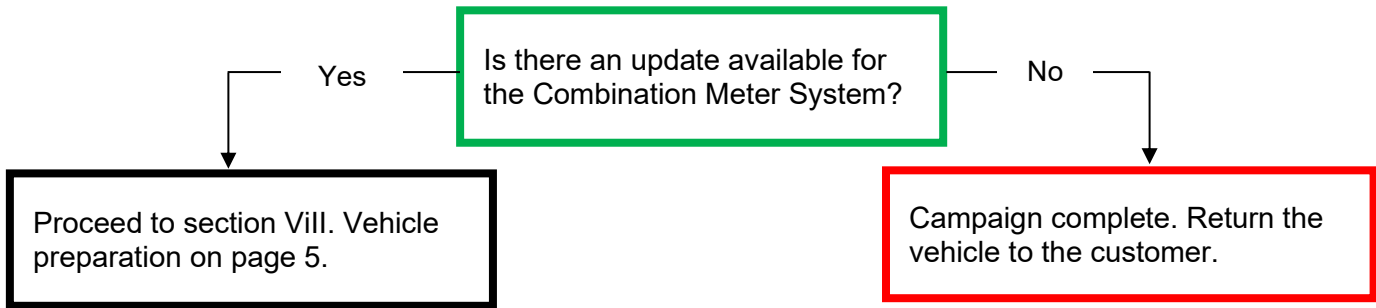 Is there an update available for
the Combination Meter System?
Yes
No
Proceed to section ViII. Vehicle
preparation on page 5.
Campaign complete. Return the
vehicle to the customer.